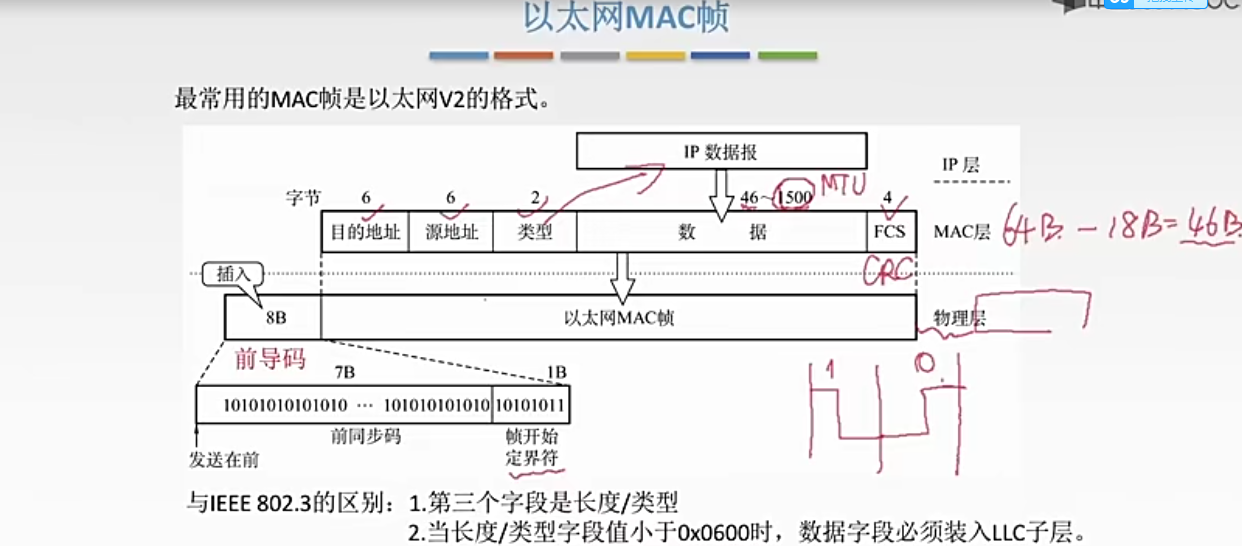 以太网MAC帧
最常用的MAC帧是以太网V2的格式。
IP 数据报
IP 层
字节 6 6 2 46~1500 MTU 4
目的地址 源地址 类型 数 据 FCS MAC层 64B - 18B = 46B
CRC
插入
8B 以太网MAC帧 物理层
前导码
7B 1B
10101010101010 … 101010101010 10101011
前同步码 帧开始
定界符
发送在前
1 0
与IEEE 802.3的区别：1.第三个字段是长度/类型
2.当长度/类型字段值小于0x0600时，数据字段必须装入LLC子层。